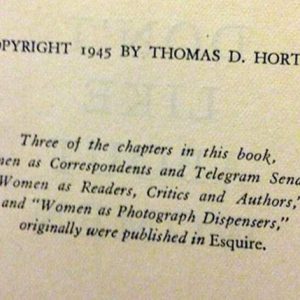 OPYRIGHT 1945 BY THOMAS D. HORT
Three of the chapters in this book,
men as Correspondents and Telegram Send
Women as Readers, Critics and Authors,"
and "Women as Photograph Dispensers,"
originally were published in Esquire.